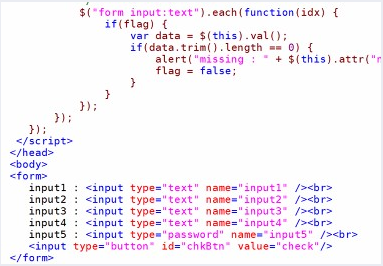 $("form input:text").each(function(idx) {
if(flag) {
var data = $(this).val();
if(data.trim().length == 0) {
alert("missing : " + $(this).attr("n
flag = false;
}
}
});
});
});
</script>
</head>
<body>
<form>
input1 : <input type="text" name="input1" /><br>
input2 : <input type="text" name="input2" /><br>
input3 : <input type="text" name="input3" /><br>
input4 : <input type="text" name="input4" /><br>
input5 : <input type="password" name="input5" /><br>
<input type="button" id="chkBtn" value="check"/>
</form>